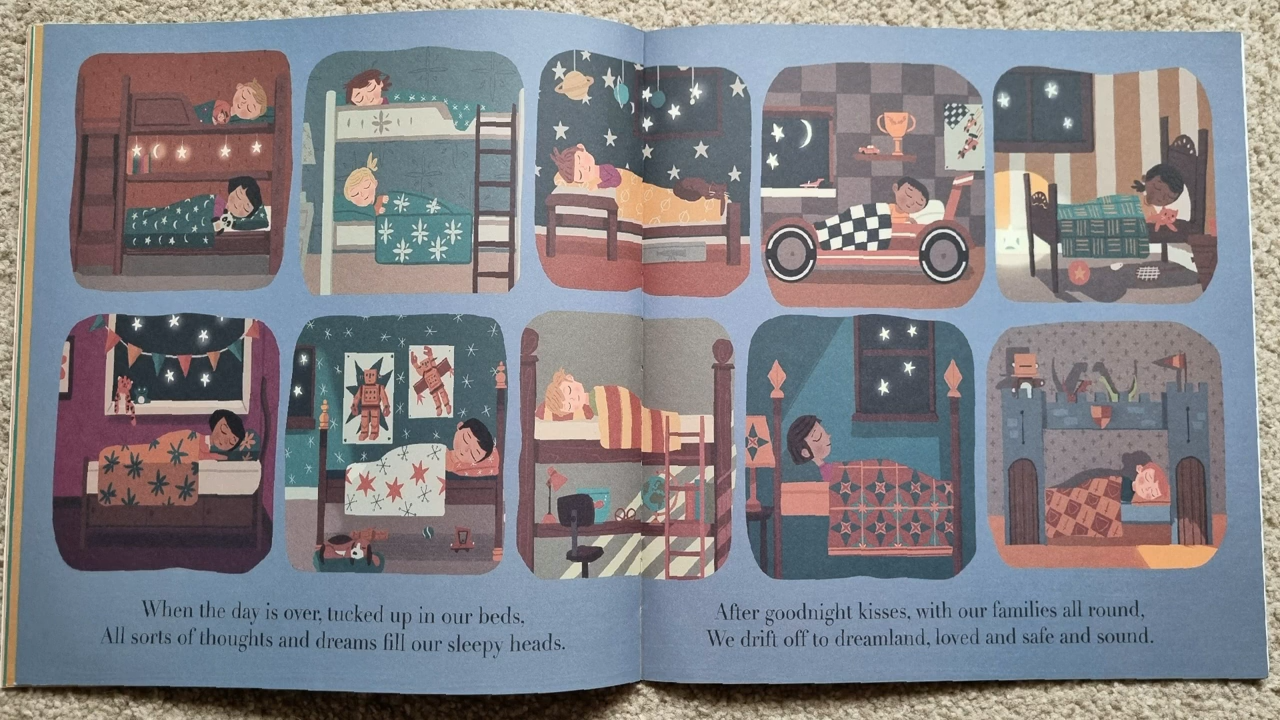 When the day is over, tucked up in our beds,
All sorts of thoughts and dreams fill our sleepy heads.
After goodnight kisses, with our families all round,
We drift off to dreamland, loved and safe and sound.